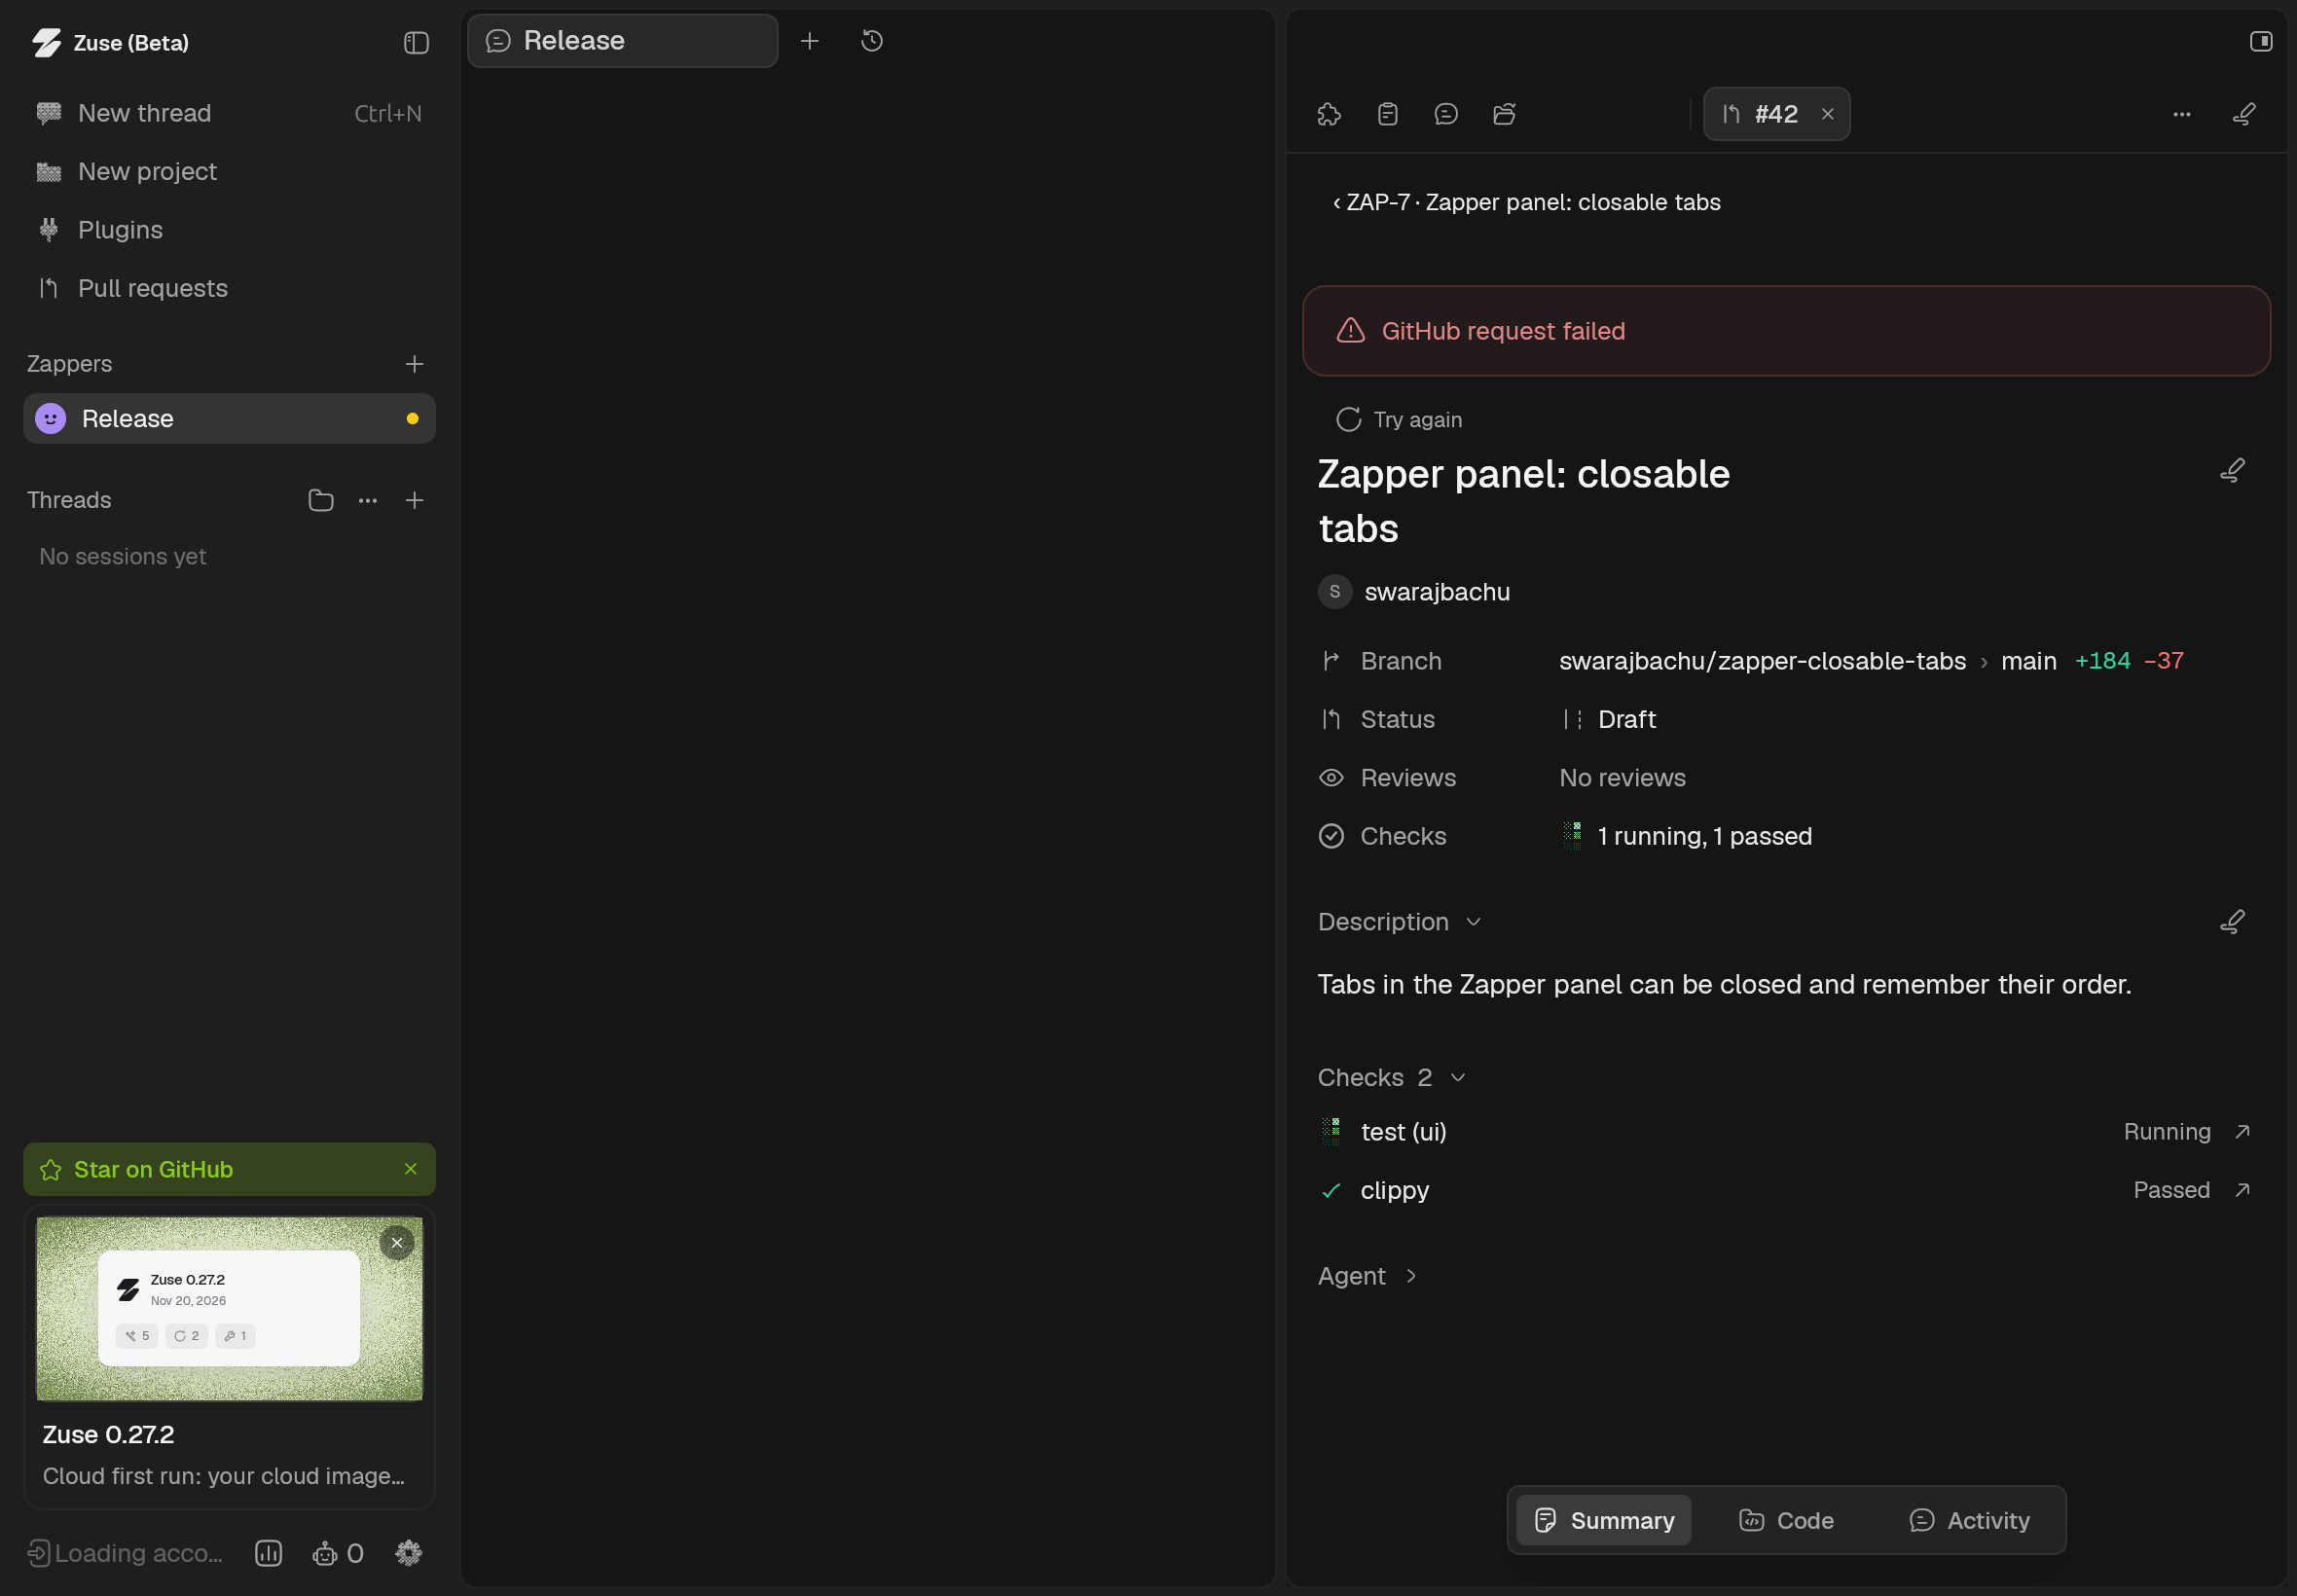 Zuse (Beta)
New thread Ctrl+N
New project
Plugins
Pull requests
Zappers
Release
Threads
No sessions yet
Star on GitHub
Zuse 0.27.2
Nov 20, 2026
5 2 1
Zuse 0.27.2
Cloud first run: your cloud image...
Loading acco... 0
Release
#42
‹ ZAP-7 · Zapper panel: closable tabs
GitHub request failed
Try again
Zapper panel: closable
tabs
S swarajbachu
Branch swarajbachu/zapper-closable-tabs › main +184 −37
Status Draft
Reviews No reviews
Checks 1 running, 1 passed
Description
Tabs in the Zapper panel can be closed and remember their order.
Checks 2
test (ui) Running
clippy Passed
Agent
Summary Code Activity